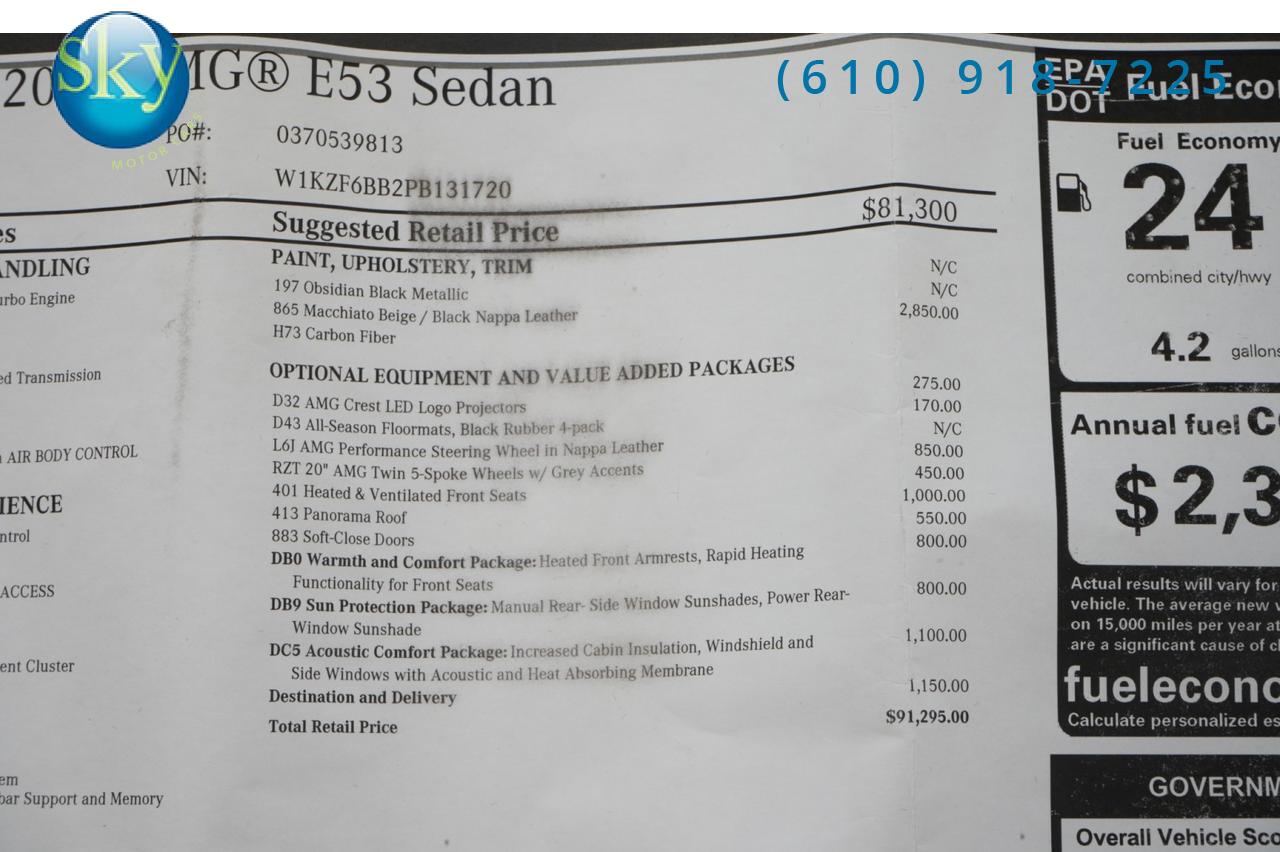 sky
MOTOR CARS
(610) 918-7225
20
MG® E53 Sedan
PO#: 0370539813
VIN: W1KZF6BB2PB131720
es
Suggested Retail Price $81,300
ANDLING
urbo Engine
ed Transmission
AIR BODY CONTROL
IENCE
ntrol
ACCESS
ent Cluster
em
bar Support and Memory
PAINT, UPHOLSTERY, TRIM
197 Obsidian Black Metallic N/C
865 Macchiato Beige / Black Nappa Leather N/C
H73 Carbon Fiber 2,850.00
OPTIONAL EQUIPMENT AND VALUE ADDED PACKAGES
D32 AMG Crest LED Logo Projectors 275.00
D43 All-Season Floormats, Black Rubber 4-pack 170.00
L6J AMG Performance Steering Wheel in Nappa Leather N/C
RZT 20" AMG Twin 5-Spoke Wheels w/ Grey Accents 850.00
401 Heated & Ventilated Front Seats 450.00
413 Panorama Roof 1,000.00
883 Soft-Close Doors 550.00
DB0 Warmth and Comfort Package: Heated Front Armrests, Rapid Heating 800.00
Functionality for Front Seats
DB9 Sun Protection Package: Manual Rear- Side Window Sunshades, Power Rear- 800.00
Window Sunshade
DC5 Acoustic Comfort Package: Increased Cabin Insulation, Windshield and 1,100.00
Side Windows with Acoustic and Heat Absorbing Membrane
Destination and Delivery 1,150.00
Total Retail Price $91,295.00
EPA
DOT Fuel Econ
Fuel Economy
24
combined city/hwy
4.2 gallons
Annual fuel co
$2,3
Actual results will vary for
vehicle. The average new v
on 15,000 miles per year at
are a significant cause of cl
fuelecono
Calculate personalized es
GOVERNM
Overall Vehicle Sco